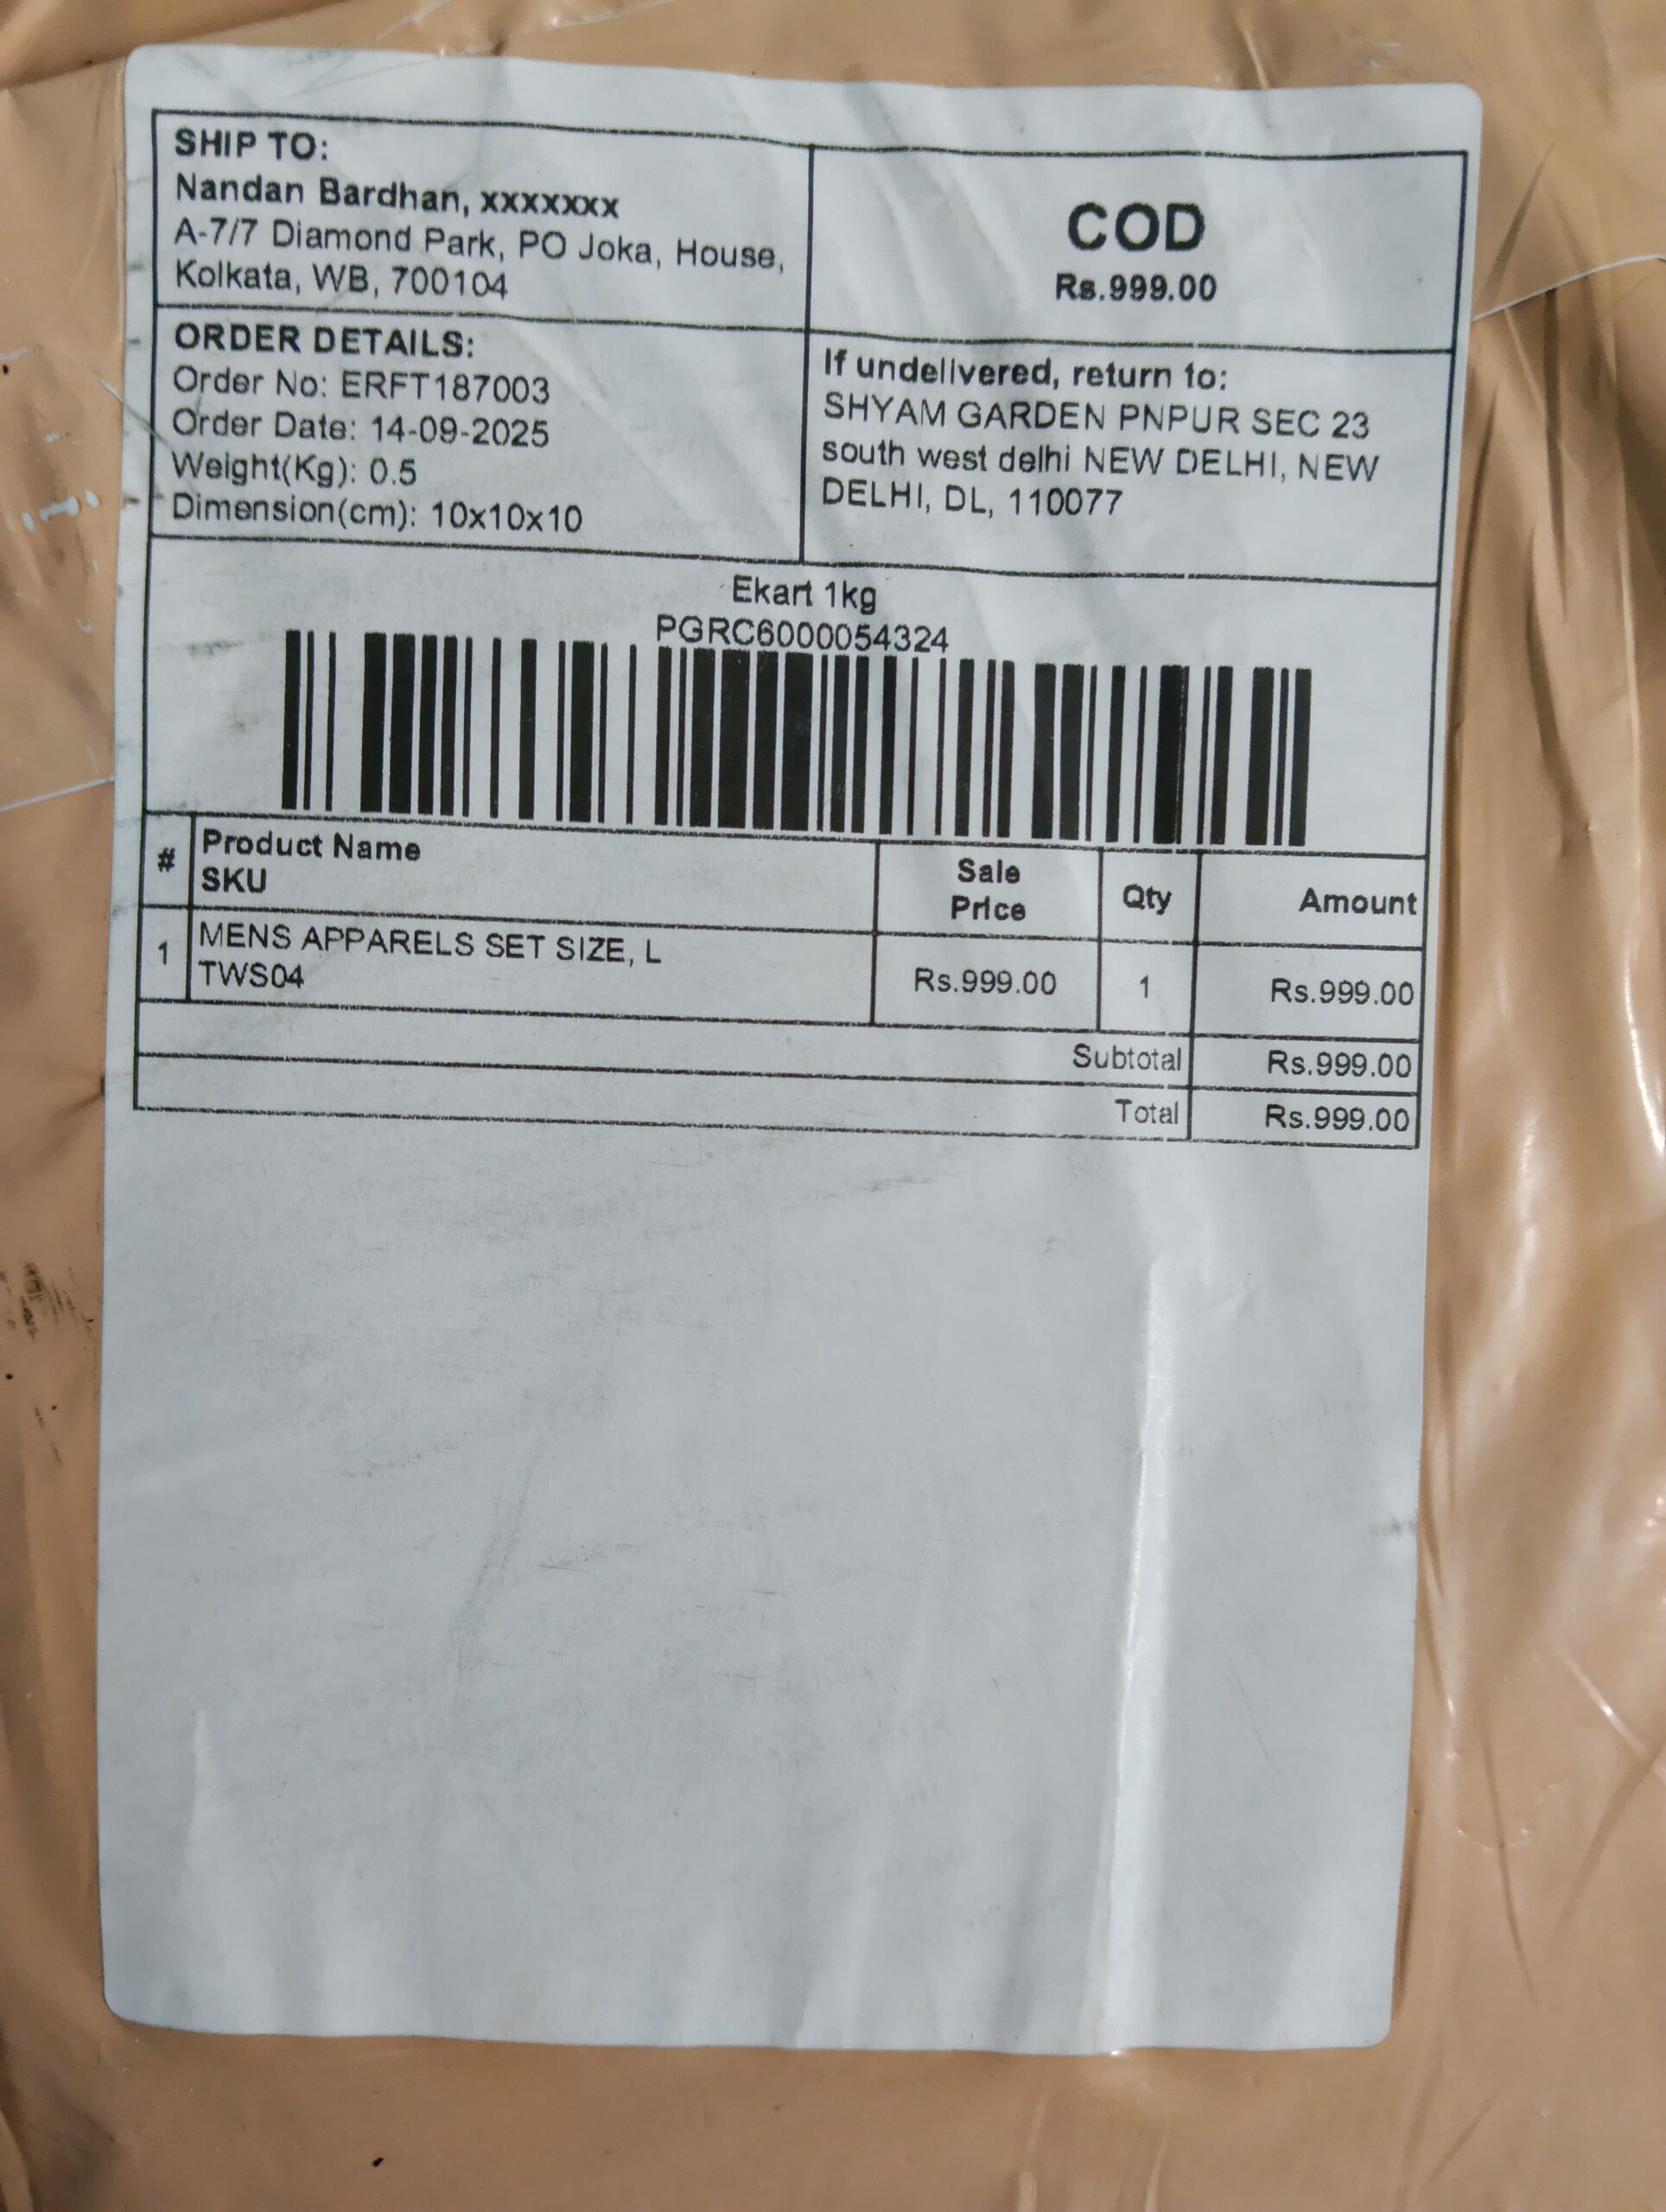 SHIP TO:
Nandan Bardhan, xxxxxxx
A-7/7 Diamond Park, PO Joka, House,
Kolkata, WB, 700104
COD
Rs.999.00
ORDER DETAILS:
Order No: ERFT187003
Order Date: 14-09-2025
Weight(Kg): 0.5
Dimension(cm): 10x10x10
If undelivered, return to:
SHYAM GARDEN PNPUR SEC 23
south west delhi NEW DELHI, NEW
DELHI, DL, 110077
Ekart 1kg
PGRC6000054324
# Product Name
SKU
Sale
Price
Qty
Amount
1 MENS APPARELS SET SIZE, L
TWS04
Rs.999.00
1
Rs.999.00
Subtotal Rs.999.00
Total Rs.999.00